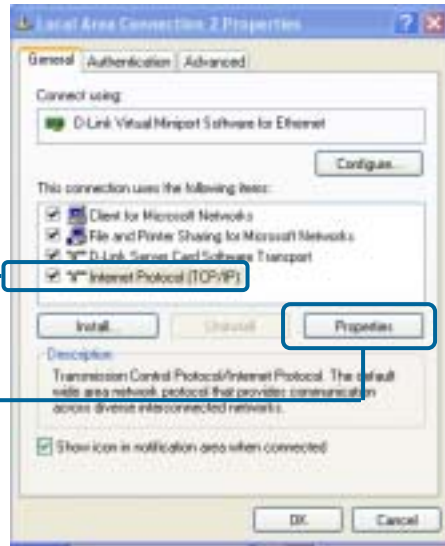 Local Area Connection 2 Properties
General Authentication Advanced
Connect using:
D-Link Virtual Miniport Software for Ethernet
Configure...
This connection uses the following items:
Client for Microsoft Networks
File and Printer Sharing for Microsoft Networks
D-Link Server Card Software Transport
Internet Protocol (TCP/IP)
Install... Uninstall Properties
Description
Transmission Control Protocol/Internet Protocol. The default
wide area network protocol that provides communication
across diverse interconnected networks.
Show icon in notification area when connected
OK Cancel